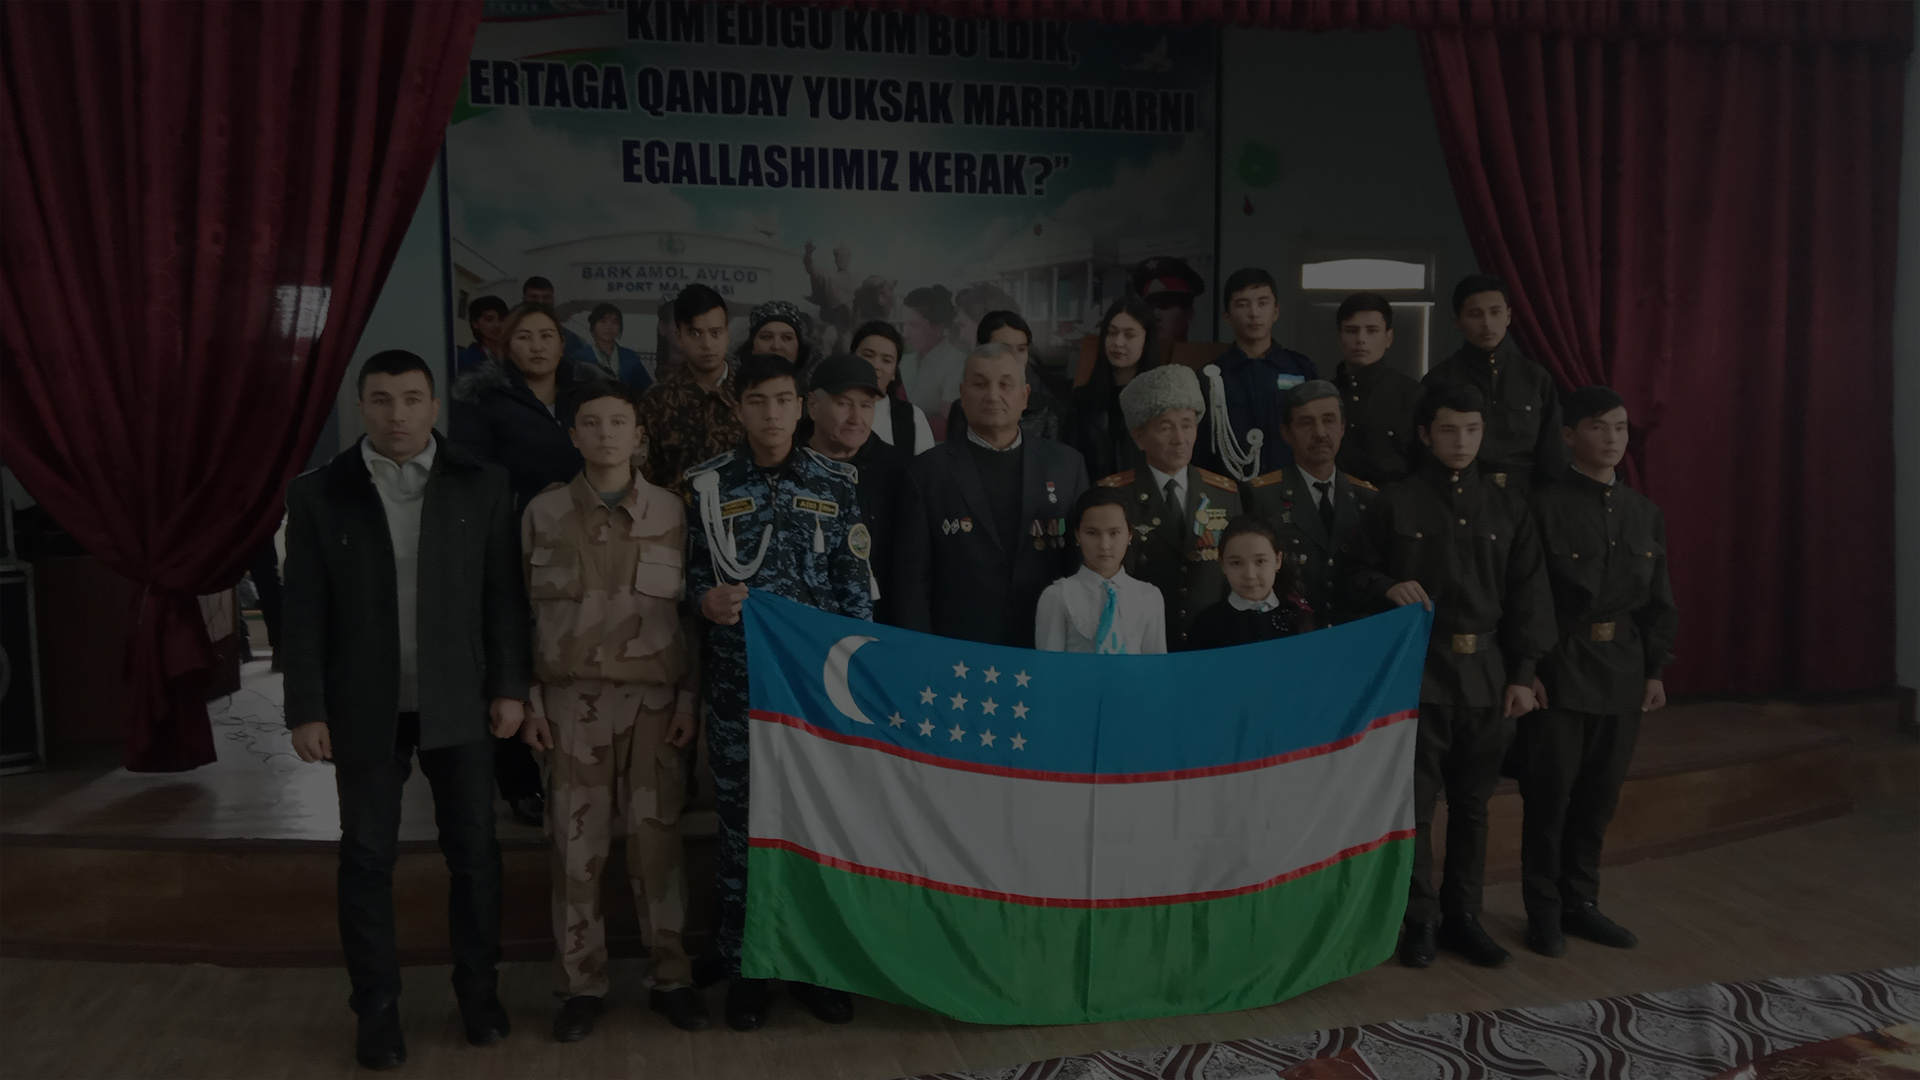 "KIM EDIGU KIM BO'LDIK,
ERTAGA QANDAY YUKSAK MARRALARNI
EGALLASHIMIZ KERAK?"
BARKAMOL AVLOD
SPORT